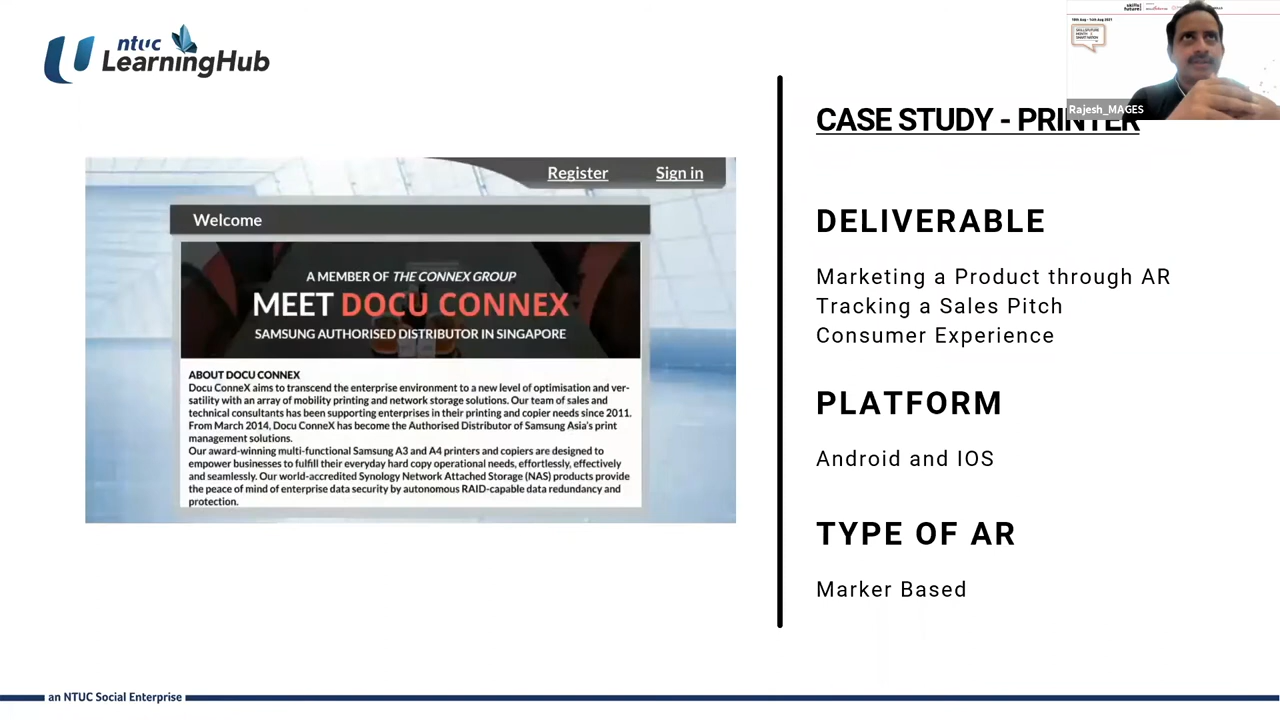 ntuc
LearningHub
Rajesh_MAGES
CASE STUDY - PRINTER
Register
Sign in
Welcome
A MEMBER OF THE CONNEX GROUP
MEET DOCU CONNEX
SAMSUNG AUTHORISED DISTRIBUTOR IN SINGAPORE
ABOUT DOCU CONNEX
Docu ConneX aims to transcend the enterprise environment to a new level of optimisation and ver-
satility with an array of mobility printing and network storage solutions. Our team of sales and
technical consultants has been supporting enterprises in their printing and copier needs since 2011.
From March 2014, Docu ConneX has become the Authorised Distributor of Samsung Asia's print
management solutions.
Our award-winning multi-functional Samsung A3 and A4 printers and copiers are designed to
empower businesses to fulfill their everyday hard copy operational needs, effortlessly, effectively
and seamlessly. Our world-accredited Synology Network Attached Storage (NAS) products provide
the peace of mind of enterprise data security by autonomous RAID-capable data redundancy and
protection.
DELIVERABLE
Marketing a Product through AR
Tracking a Sales Pitch
Consumer Experience
PLATFORM
Android and IOS
TYPE OF AR
Marker Based
an NTUC Social Enterprise